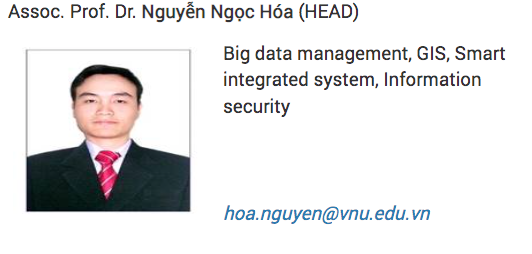 Assoc. Prof. Dr. Nguyễn Ngọc Hóa (HEAD)
Big data management, GIS, Smart
integrated system, Information
security
hoa.nguyen@vnu.edu.vn